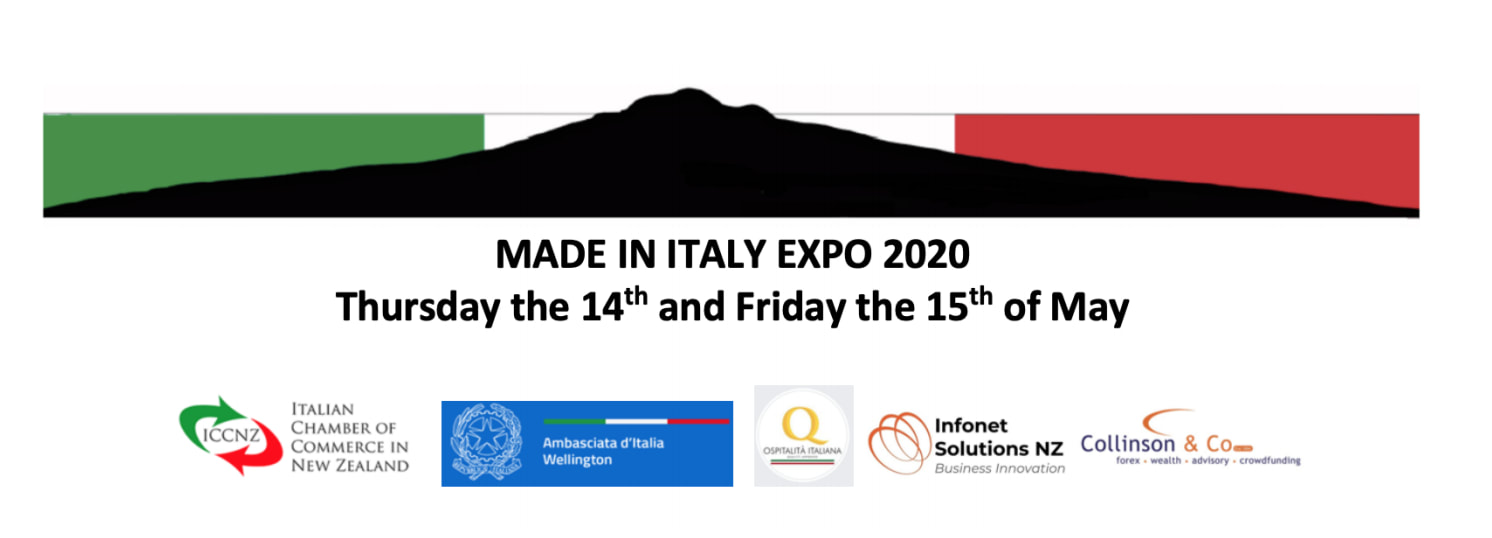 MADE IN ITALY EXPO 2020
Thursday the 14th and Friday the 15th of May
ICCNZ
ITALIAN
CHAMBER OF
COMMERCE IN
NEW ZEALAND
Ambasciata d'Italia
Wellington
Q
OSPITALITÀ ITALIANA
Infonet
Solutions NZ
Business Innovation
Collinson & Co
forex - wealth - advisory - crowdfunding